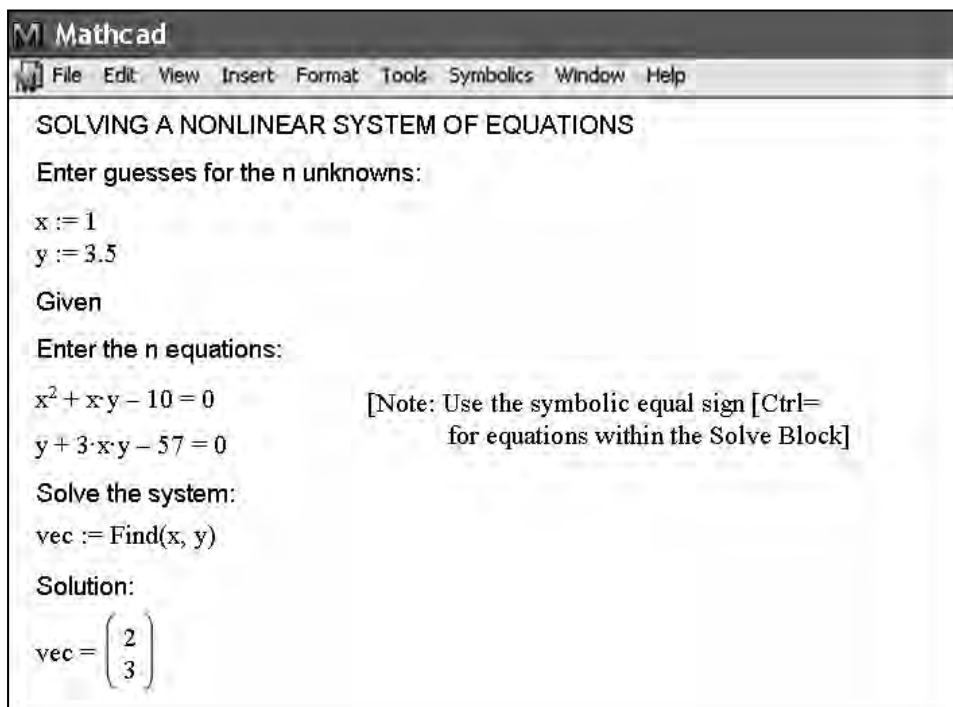 Mathcad
File Edit View Insert Format Tools Symbolics Window Help
SOLVING A NONLINEAR SYSTEM OF EQUATIONS
Enter guesses for the n unknowns:
x := 1
y := 3.5
Given
Enter the n equations:
x² + x·y – 10 = 0
[Note: Use the symbolic equal sign [Ctrl=
y + 3·x·y – 57 = 0
for equations within the Solve Block]
Solve the system:
vec := Find(x, y)
Solution:
vec = (2
3)